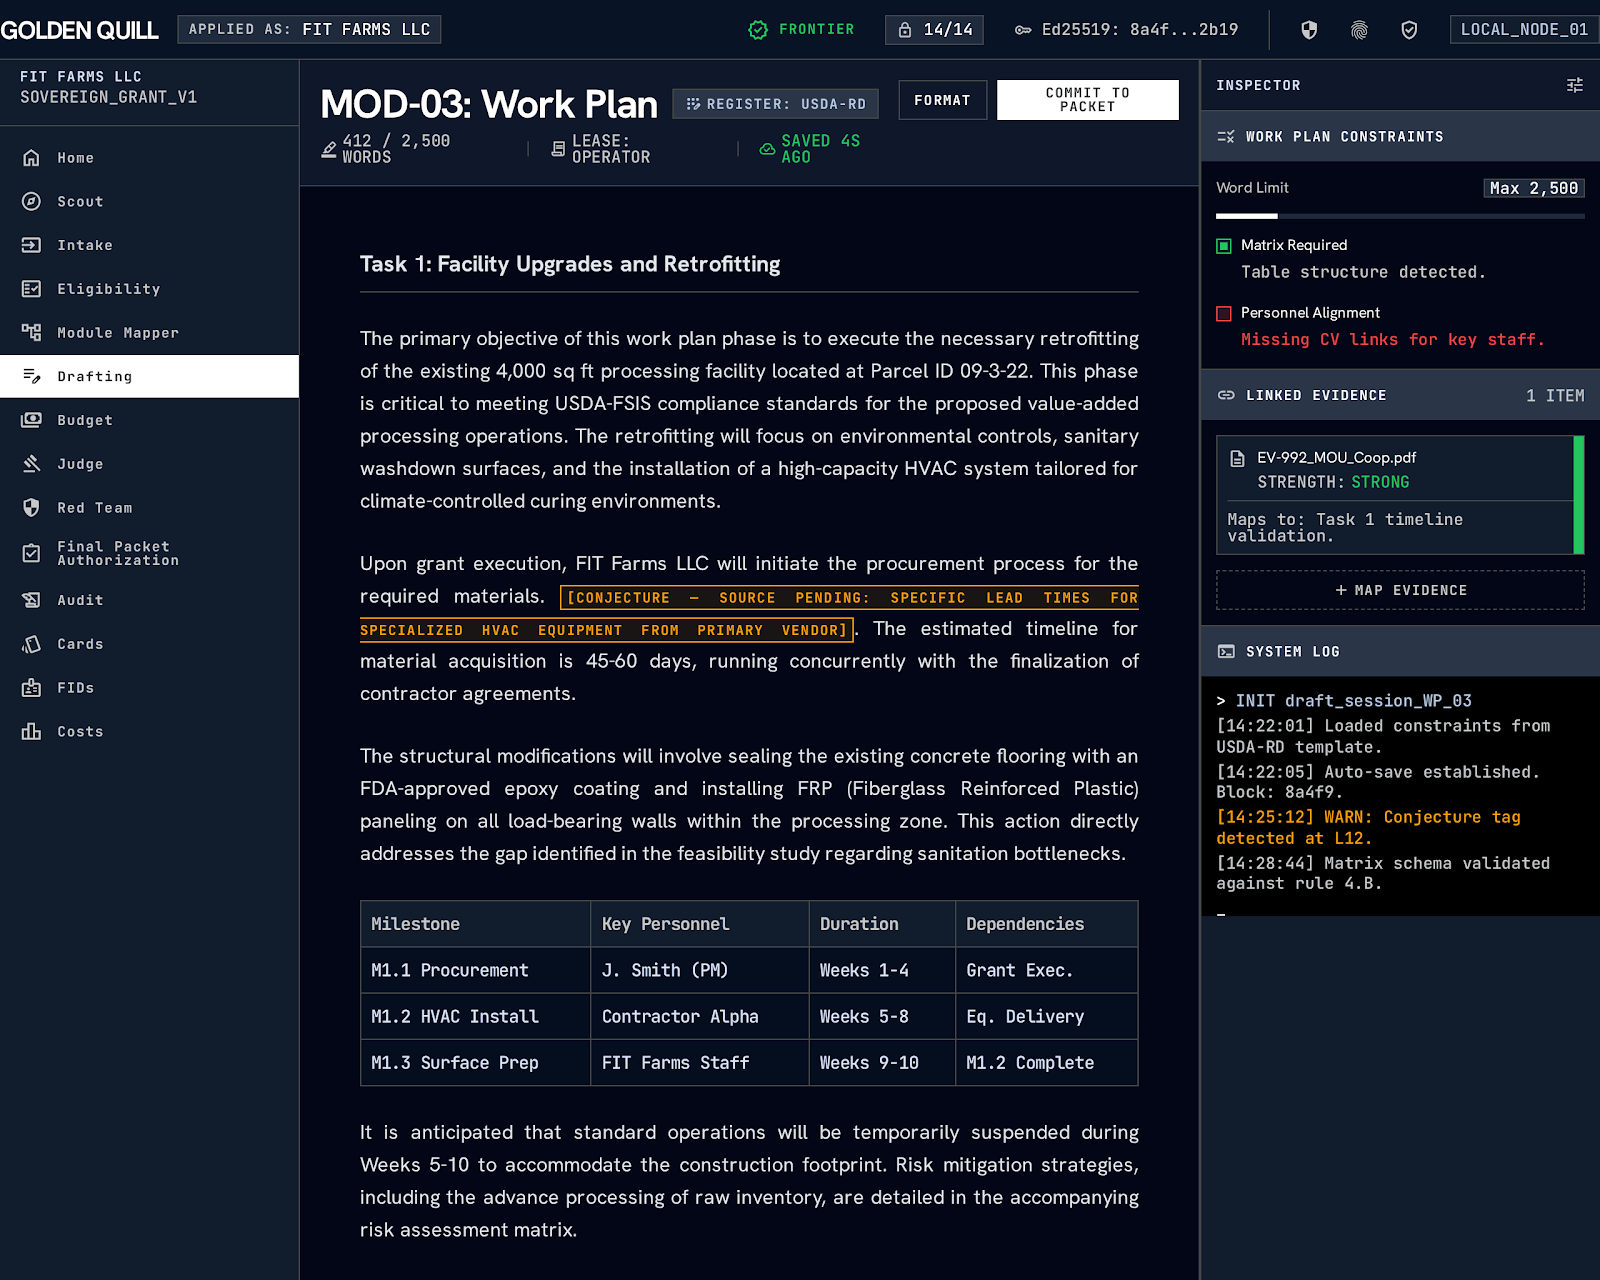 GOLDEN QUILL
APPLIED AS: FIT FARMS LLC
FRONTIER
14/14
Ed25519: 8a4f...2b19
LOCAL_NODE_01
FIT FARMS LLC
SOVEREIGN_GRANT_V1
Home
Scout
Intake
Eligibility
Module Mapper
Drafting
Budget
Judge
Red Team
Final Packet
Authorization
Audit
Cards
FIDs
Costs
MOD-03: Work Plan
REGISTER: USDA-RD
FORMAT
COMMIT TO
PACKET
412 / 2,500
WORDS
LEASE:
OPERATOR
SAVED 4S
AGO
Task 1: Facility Upgrades and Retrofitting
The primary objective of this work plan phase is to execute the necessary retrofitting
of the existing 4,000 sq ft processing facility located at Parcel ID 09-3-22. This phase
is critical to meeting USDA-FSIS compliance standards for the proposed value-added
processing operations. The retrofitting will focus on environmental controls, sanitary
washdown surfaces, and the installation of a high-capacity HVAC system tailored for
climate-controlled curing environments.
Upon grant execution, FIT Farms LLC will initiate the procurement process for the
required materials. [CONJECTURE — SOURCE PENDING: SPECIFIC LEAD TIMES FOR
SPECIALIZED HVAC EQUIPMENT FROM PRIMARY VENDOR]. The estimated timeline for
material acquisition is 45-60 days, running concurrently with the finalization of
contractor agreements.
The structural modifications will involve sealing the existing concrete flooring with an
FDA-approved epoxy coating and installing FRP (Fiberglass Reinforced Plastic)
paneling on all load-bearing walls within the processing zone. This action directly
addresses the gap identified in the feasibility study regarding sanitation bottlenecks.
Milestone Key Personnel Duration Dependencies
M1.1 Procurement J. Smith (PM) Weeks 1-4 Grant Exec.
M1.2 HVAC Install Contractor Alpha Weeks 5-8 Eq. Delivery
M1.3 Surface Prep FIT Farms Staff Weeks 9-10 M1.2 Complete
It is anticipated that standard operations will be temporarily suspended during
Weeks 5-10 to accommodate the construction footprint. Risk mitigation strategies,
including the advance processing of raw inventory, are detailed in the accompanying
risk assessment matrix.
INSPECTOR
WORK PLAN CONSTRAINTS
Word Limit Max 2,500
Matrix Required
Table structure detected.
Personnel Alignment
Missing CV links for key staff.
LINKED EVIDENCE 1 ITEM
EV-992_MOU_Coop.pdf
STRENGTH: STRONG
Maps to: Task 1 timeline
validation.
+ MAP EVIDENCE
SYSTEM LOG
> INIT draft_session_WP_03
[14:22:01] Loaded constraints from
USDA-RD template.
[14:22:05] Auto-save established.
Block: 8a4f9.
[14:25:12] WARN: Conjecture tag
detected at L12.
[14:28:44] Matrix schema validated
against rule 4.B.
_